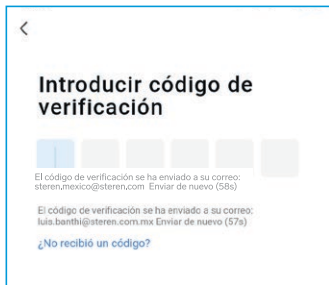 Introducir código de
verificación
El código de verificación se ha enviado a su correo:
steren.mexico@steren.com Enviar de nuevo (58s)
El código de verificación se ha enviado a su correo:
luis.banthi@steren.com.mx Enviar de nuevo (57s)
¿No recibió un código?